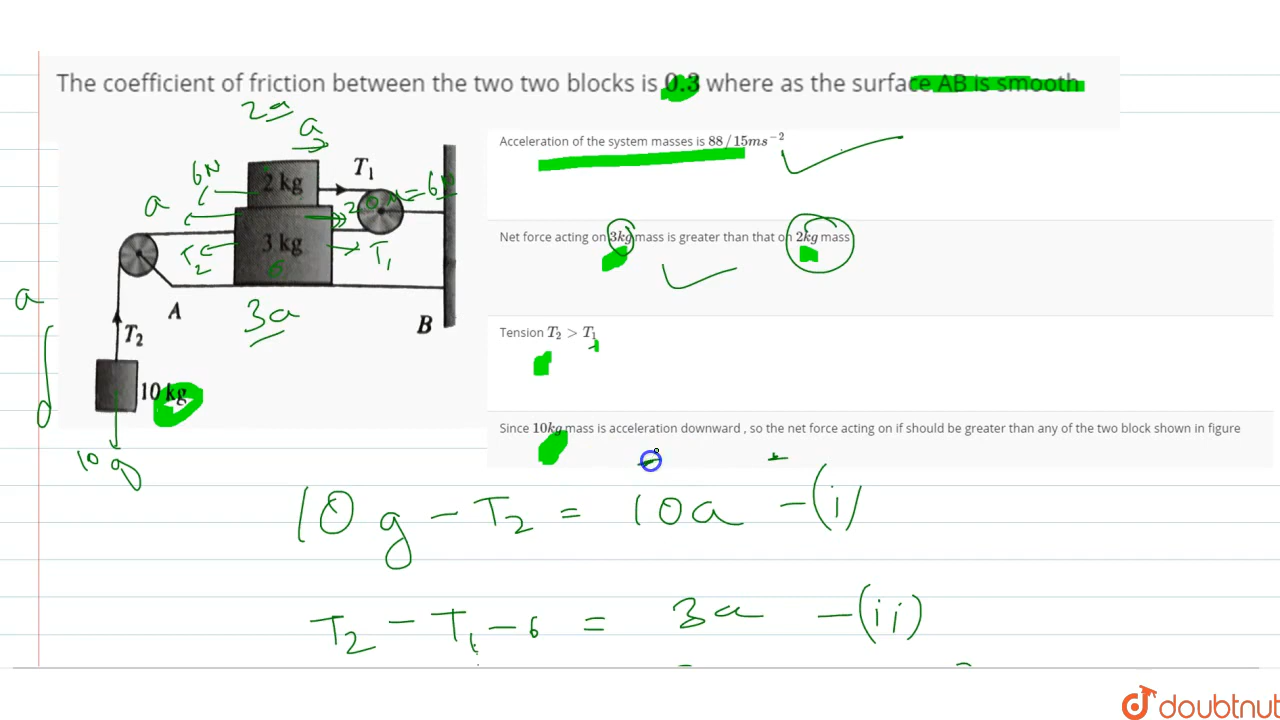 The coefficient of friction between the two two blocks is 0.3 where as the surface AB is smooth
2a
a
Acceleration of the system masses is 88/15ms⁻²
6N
2 kg
T₁
= 6N
a
Net force acting on 3kg mass is greater than that on 2kg mass
T₂
3 kg
T₁
6
a
A
3a
B
T₂
Tension T₂ > T₁
10 kg
Since 10kg mass is acceleration downward , so the net force acting on if should be greater than any of the two block shown in figure
10 g
10 g - T₂ = 10a - (i)
T₂ - T₁ - 6 = 3a - (ii)
doubtnut